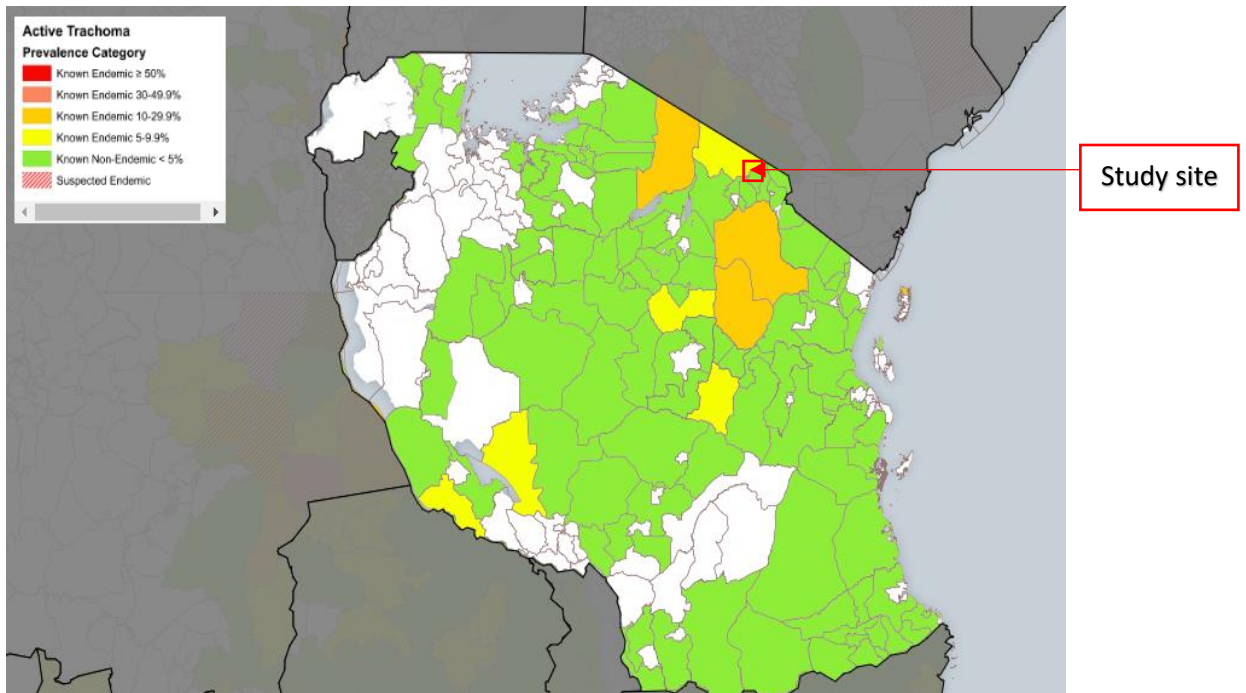 Active Trachoma
Prevalence Category
Known Endemic ≥ 50%
Known Endemic 30-49.9%
Known Endemic 10-29.9%
Known Endemic 5-9.9%
Known Non-Endemic < 5%
Suspected Endemic
Study site